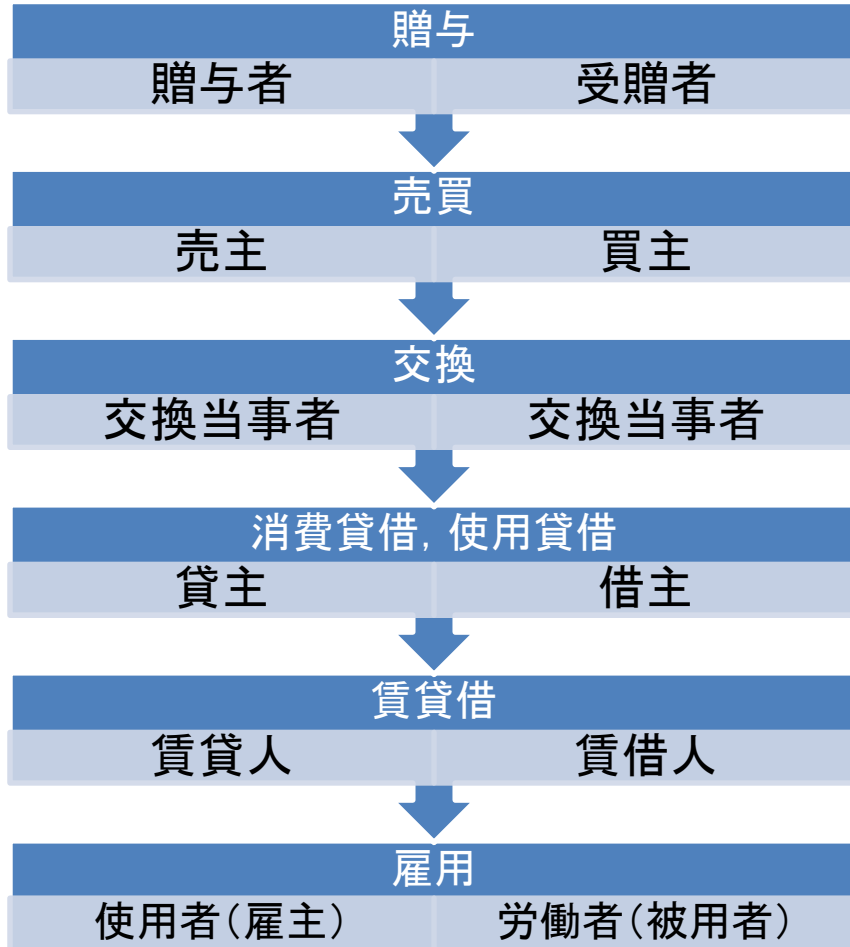 贈与
贈与者 受贈者
売買
売主 買主
交換
交換当事者 交換当事者
消費貸借，使用貸借
貸主 借主
賃貸借
賃貸人 賃借人
雇用
使用者（雇主） 労働者（被用者）